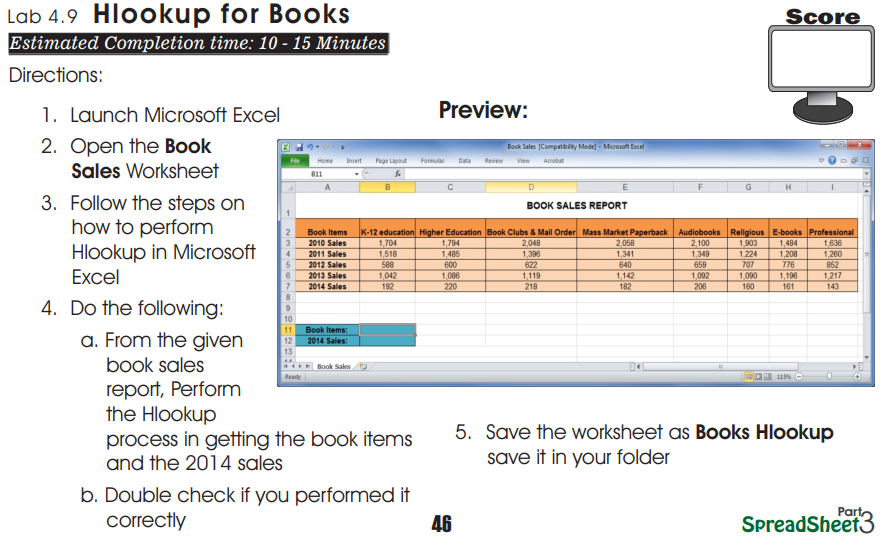 Lab 4.9 Hlookup for Books
Score
Estimated Completion time: 10 - 15 Minutes
Directions:
1. Launch Microsoft Excel
2. Open the Book
Sales Worksheet
3. Follow the steps on
how to perform
Hlookup in Microsoft
Excel
4. Do the following:
a. From the given
book sales
report, Perform
the Hlookup
process in getting the book items
and the 2014 sales
b. Double check if you performed it
correctly
Preview:
Book Sales [Compatibility Mode] - Microsoft Excel
File Home Insert Page Layout Formulas Data Review View Acrobat
B11 fx
A B C D E F G H I
1 BOOK SALES REPORT
2 Book Items K-12 education Higher Education Book Clubs & Mail Order Mass Market Paperback Audiobooks Religious E-books Professional
3 2010 Sales 1,704 1,794 2,048 2,058 2,100 1,903 1,484 1,636
4 2011 Sales 1,518 1,485 1,396 1,341 1,349 1,224 1,208 1,260
5 2012 Sales 588 600 622 640 659 707 776 852
6 2013 Sales 1,042 1,086 1,119 1,142 1,092 1,090 1,196 1,217
7 2014 Sales 192 220 218 182 206 160 161 143
8
9
10
11 Book Items:
12 2014 Sales:
13
Book Sales
Ready 115%
5. Save the worksheet as Books Hlookup
save it in your folder
46
SpreadSheet Part 3